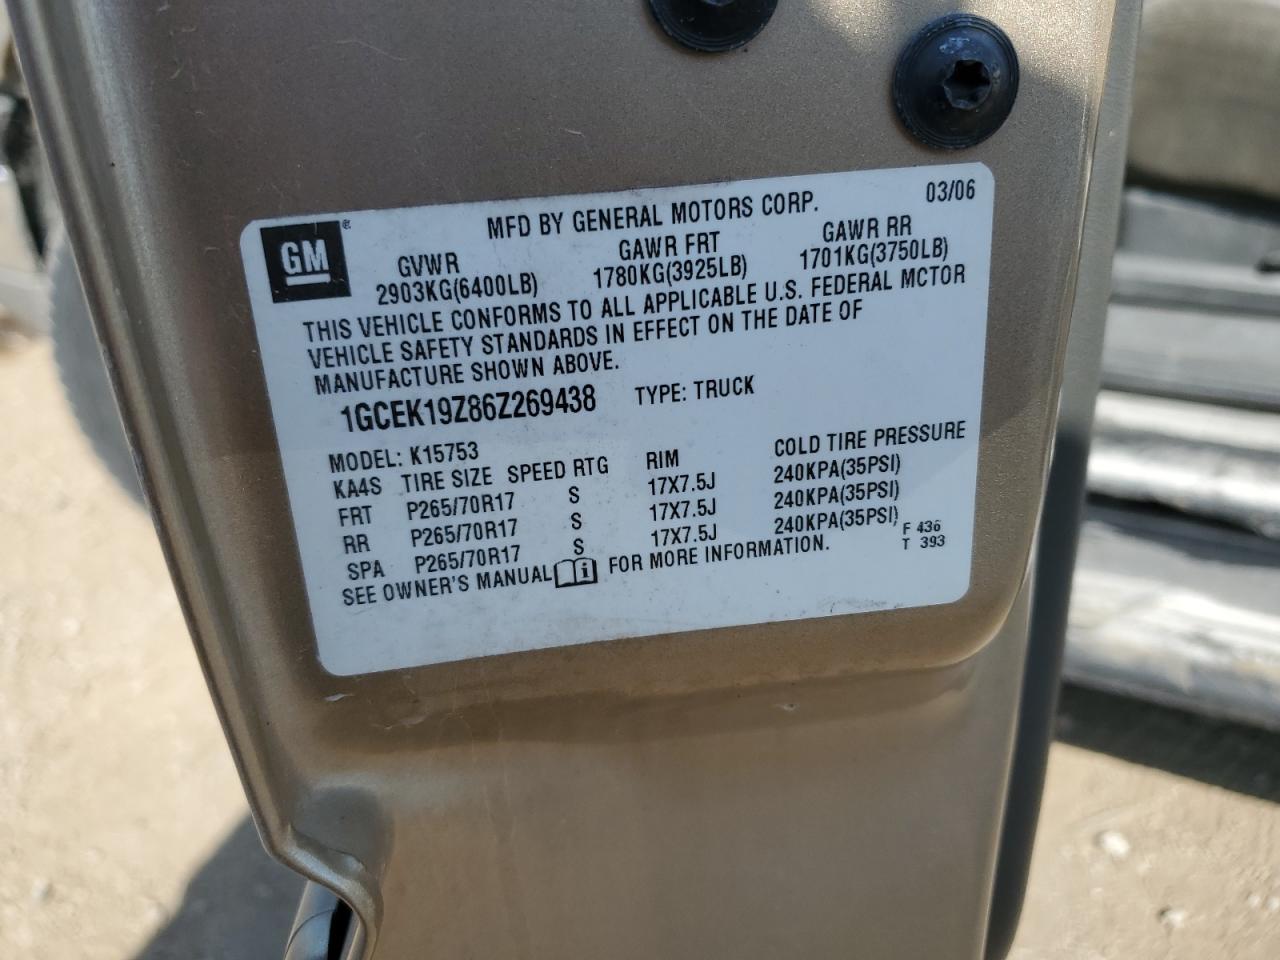 03/06
MFD BY GENERAL MOTORS CORP.
GM ®
GVWR GAWR FRT GAWR RR
2903KG(6400LB) 1780KG(3925LB) 1701KG(3750LB)
THIS VEHICLE CONFORMS TO ALL APPLICABLE U.S. FEDERAL MOTOR
VEHICLE SAFETY STANDARDS IN EFFECT ON THE DATE OF
MANUFACTURE SHOWN ABOVE.
1GCEK19Z86Z269438 TYPE: TRUCK
MODEL: K15753
KA4S TIRE SIZE SPEED RTG RIM COLD TIRE PRESSURE
FRT P265/70R17 S 17X7.5J 240KPA(35PSI)
RR P265/70R17 S 17X7.5J 240KPA(35PSI)
SPA P265/70R17 S 17X7.5J 240KPA(35PSI)
SEE OWNER'S MANUAL i FOR MORE INFORMATION.
F 436
T 393